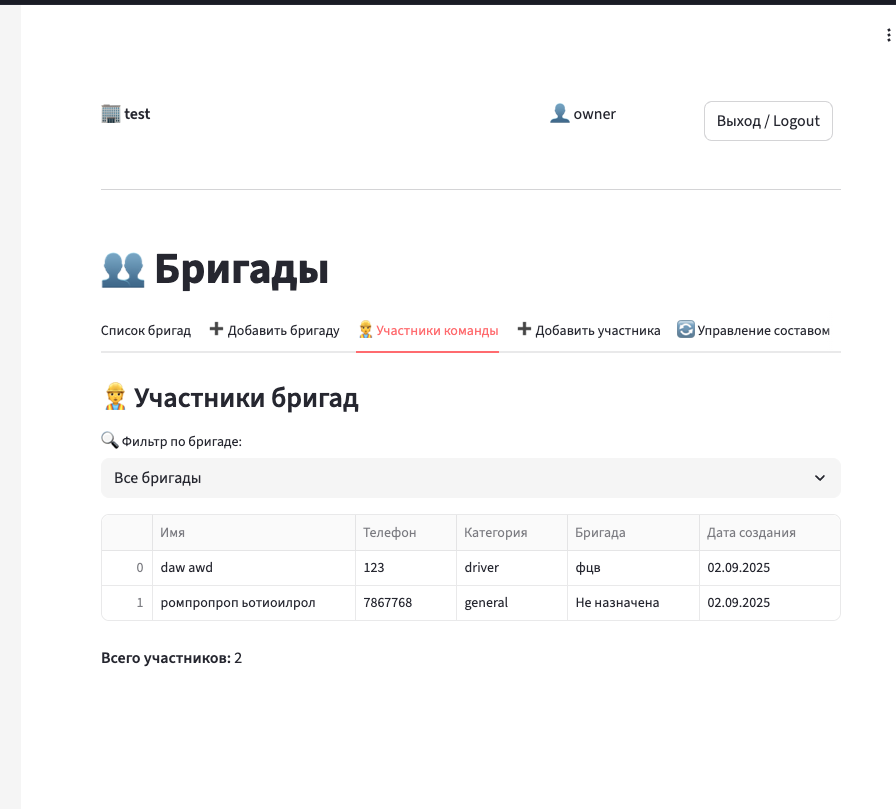 test
owner
Выход / Logout
Бригады
Список бригад
Добавить бригаду
Участники команды
Добавить участника
Управление составом
Участники бригад
Фильтр по бригаде:
Все бригады
Имя Телефон Категория Бригада Дата создания
0 daw awd 123 driver фцв 02.09.2025
1 ромпропроп ьотиоилрол 7867768 general Не назначена 02.09.2025
Всего участников: 2